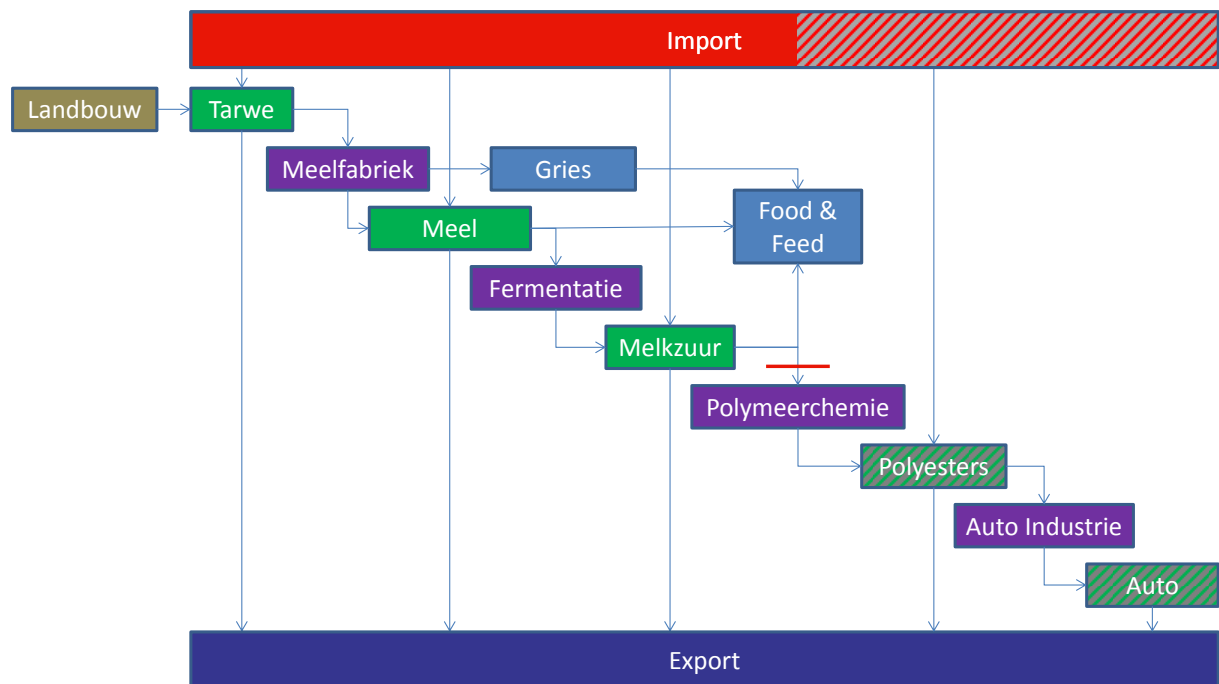 Import
Landbouw
Tarwe
Meelfabriek
Gries
Food &
Feed
Meel
Fermentatie
Melkzuur
Polymeerchemie
Polyesters
Auto Industrie
Auto
Export